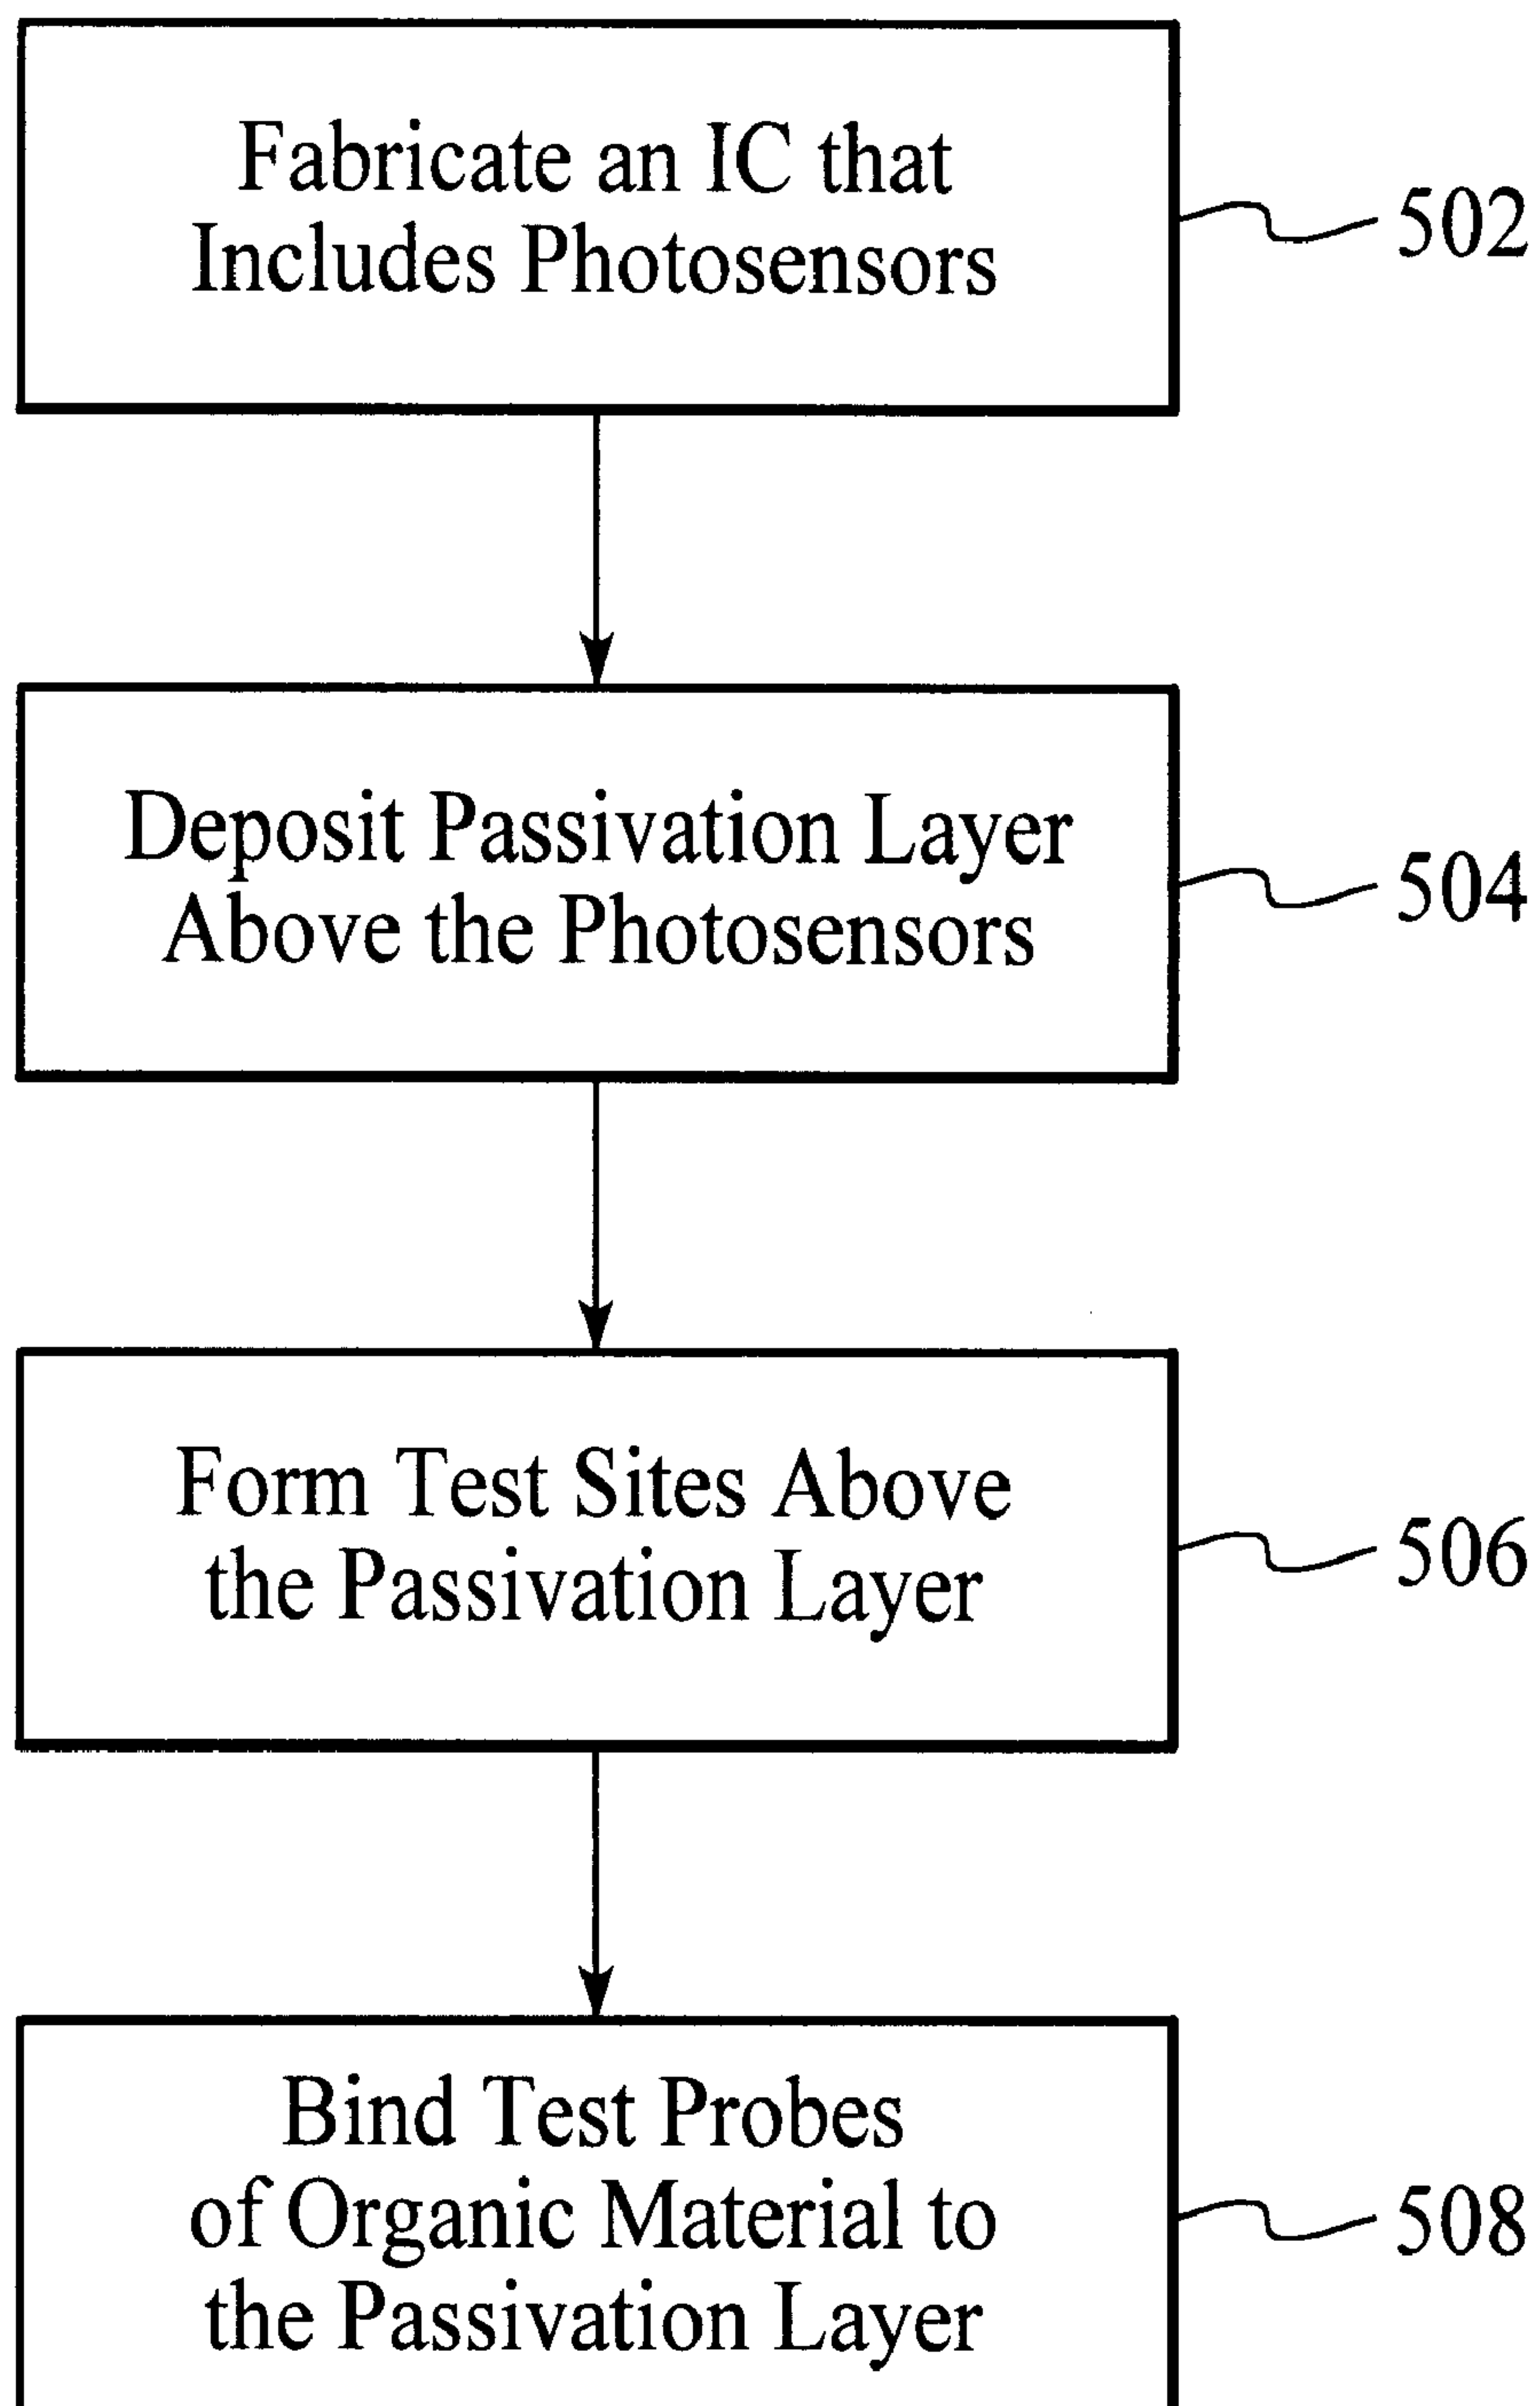 Fabricate an IC that
Includes Photosensors
502
Deposit Passivation Layer
Above the Photosensors
504
Form Test Sites Above
the Passivation Layer
506
Bind Test Probes
of Organic Material to
the Passivation Layer
508